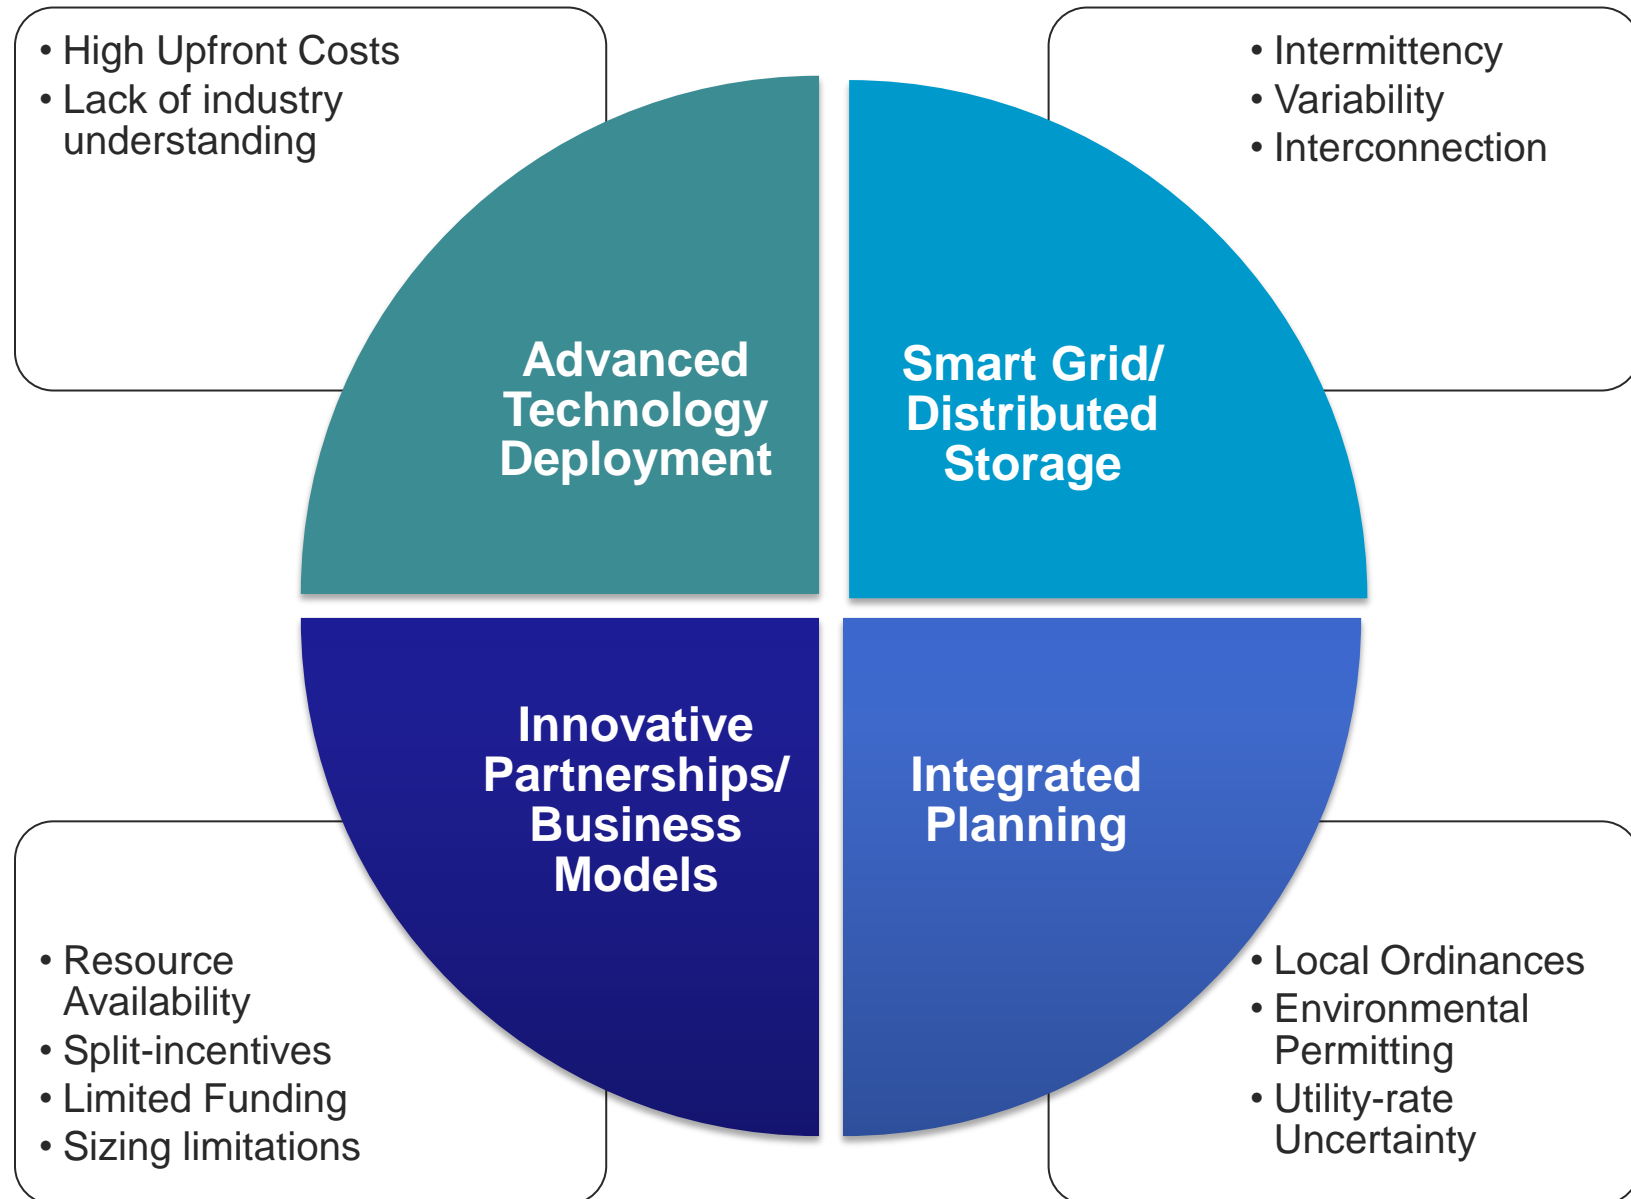 • High Upfront Costs
• Lack of industry
understanding
• Intermittency
• Variability
• Interconnection
Advanced
Technology
Deployment
Smart Grid/
Distributed
Storage
Innovative
Partnerships/
Business
Models
Integrated
Planning
• Resource
Availability
• Split-incentives
• Limited Funding
• Sizing limitations
• Local Ordinances
• Environmental
Permitting
• Utility-rate
Uncertainty